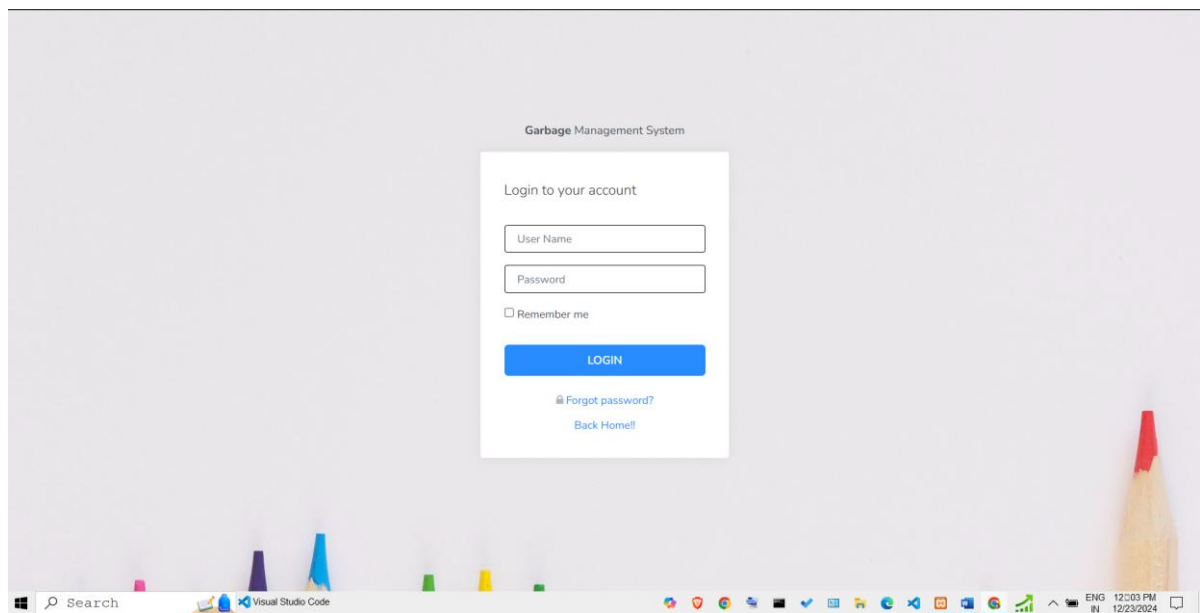 Garbage Management System
Login to your account
User Name
Password
Remember me
LOGIN
Forgot password?
Back Home!!
Search
Visual Studio Code
ENG
IN
12:03 PM
12/23/2024